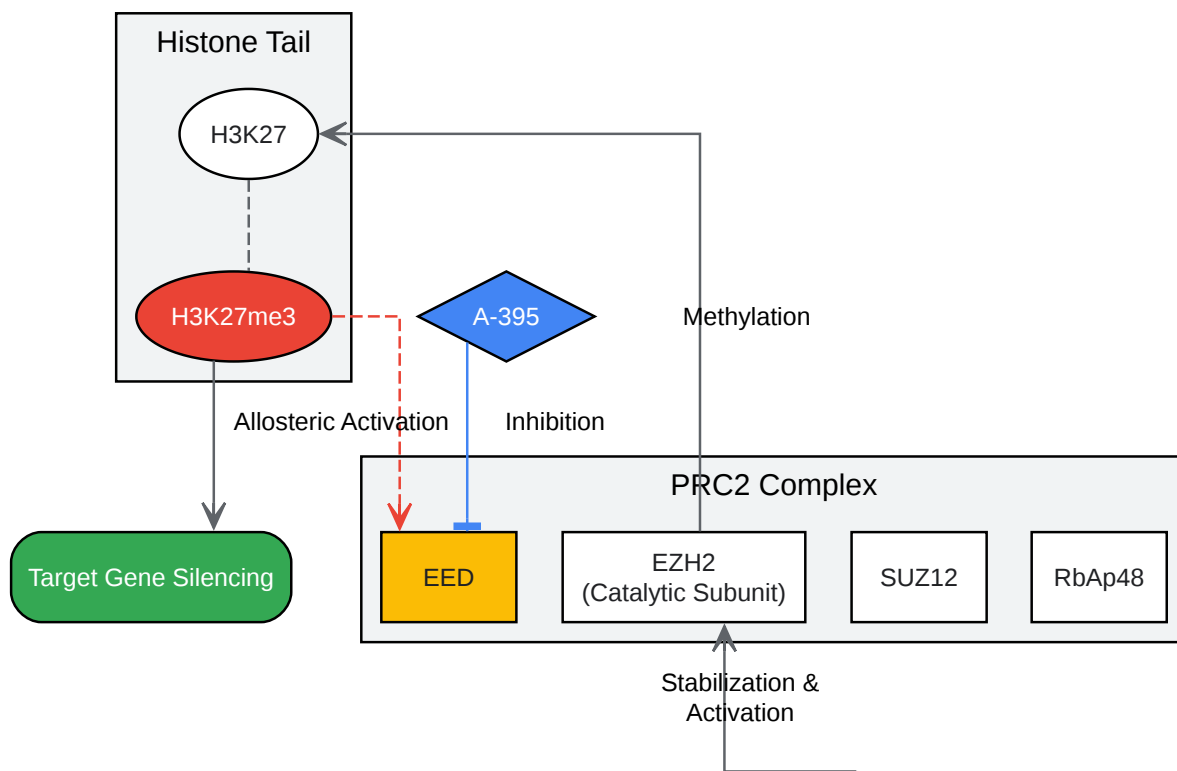 Histone Tail
H3K27
H3K27me3
A-395
Methylation
Allosteric Activation
Inhibition
PRC2 Complex
Target Gene Silencing
EED
EZH2
(Catalytic Subunit)
SUZ12
RbAp48
Stabilization &
Activation